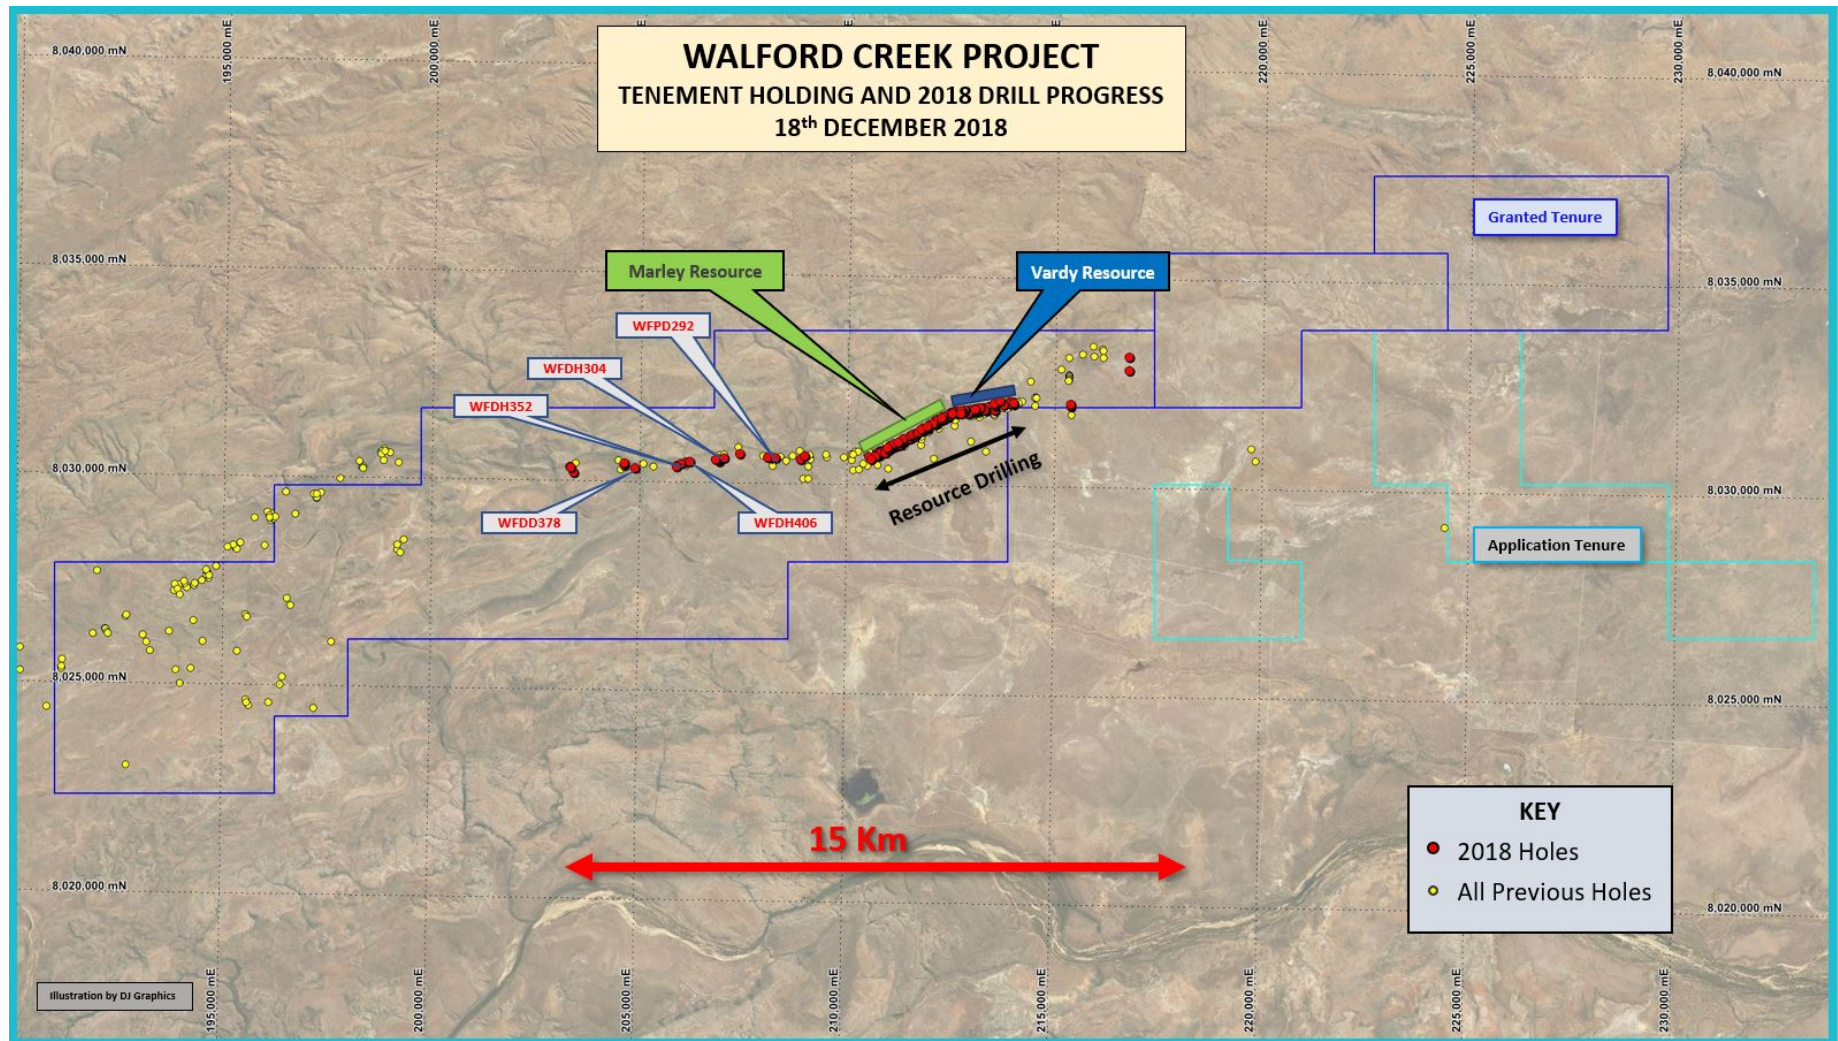 WALFORD CREEK PROJECT
TENEMENT HOLDING AND 2018 DRILL PROGRESS
18th DECEMBER 2018
195,000 mE
200,000 mE
220,000 mE
225,000 mE
230,000 mE
8,040,000 mN
8,040,000 mN
Granted Tenure
8,035,000 mN
Marley Resource
Vardy Resource
8,035,000 mN
WFPD292
WFDH304
WFDH352
8,030,000 mN
Resource Drilling
8,030,000 mN
WFDD378
WFDH406
Application Tenure
8,025,000 mN
8,025,000 mN
15 Km
KEY
2018 Holes
All Previous Holes
8,020,000 mN
8,020,000 mN
Illustration by DJ Graphics
195,000 mE
200,000 mE
205,000 mE
210,000 mE
215,000 mE
220,000 mE
225,000 mE
230,000 mE